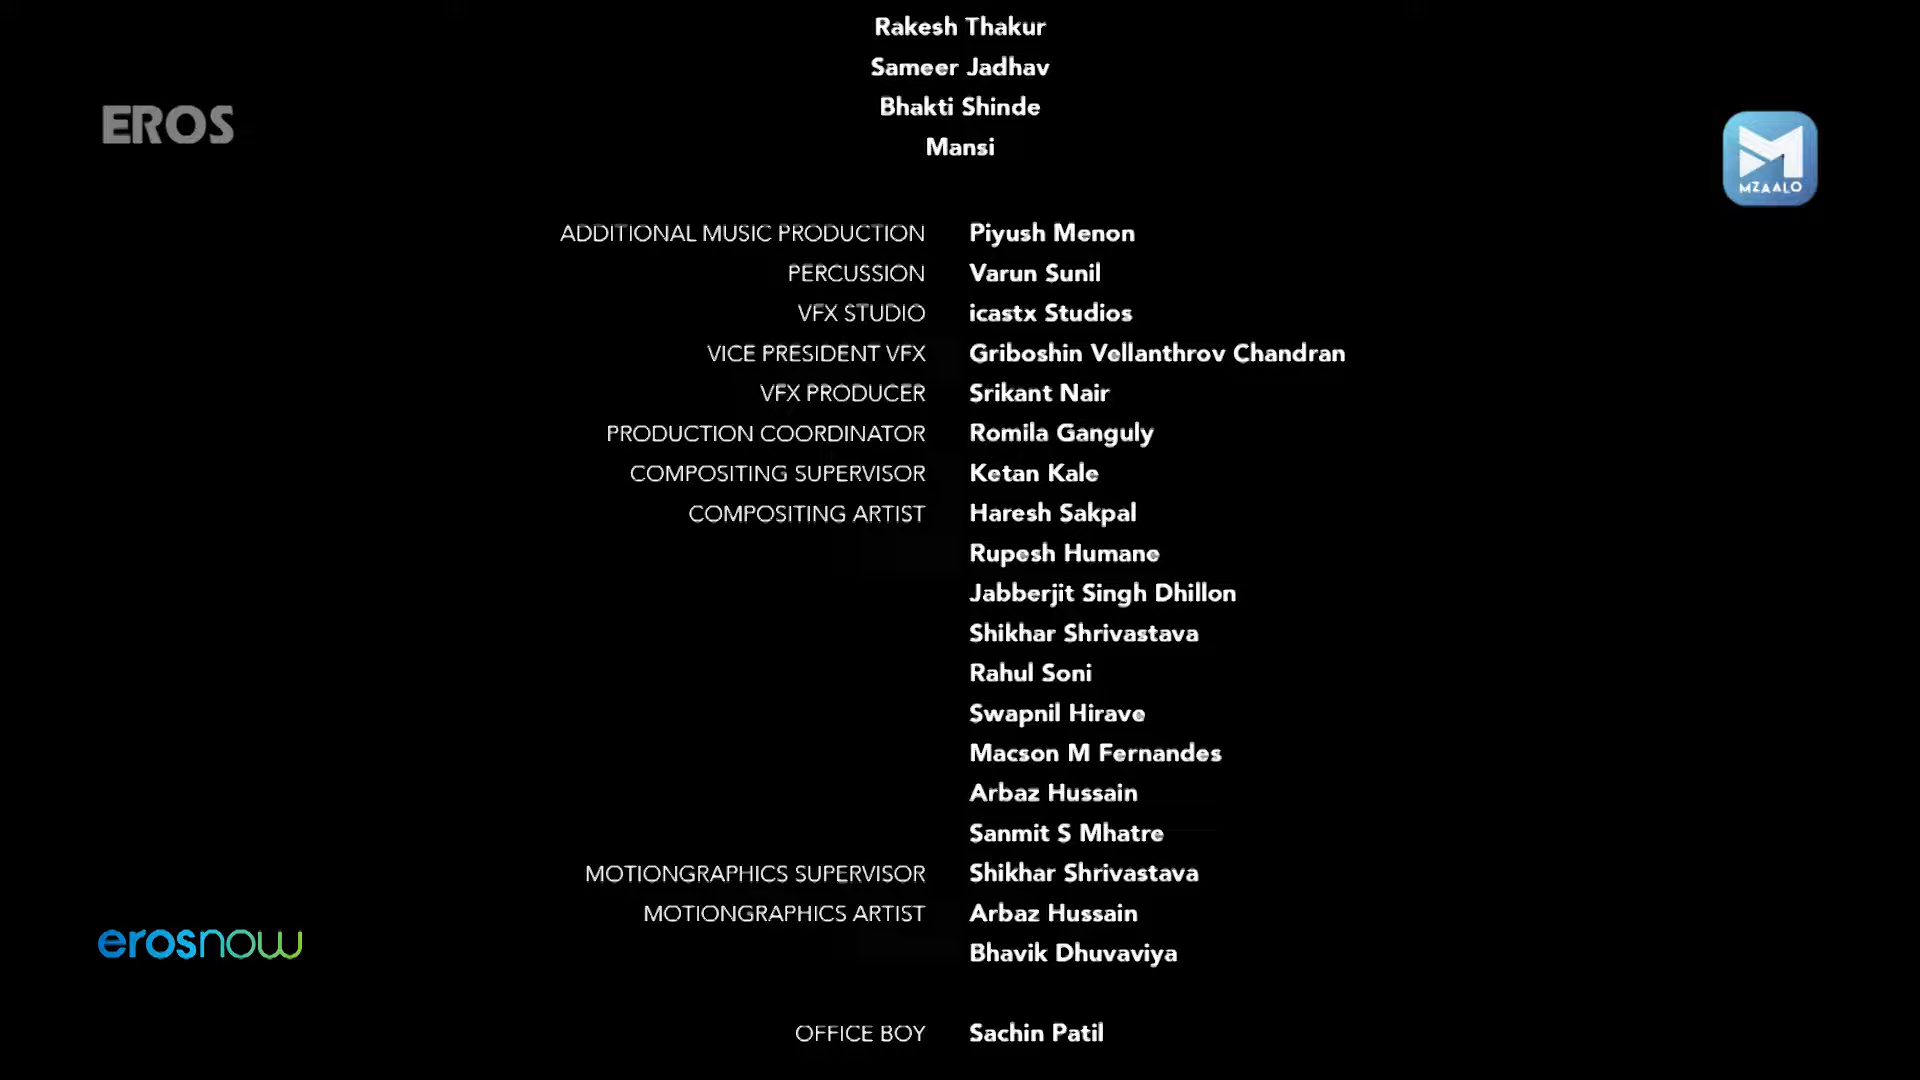 Rakesh Thakur
Sameer Jadhav
Bhakti Shinde
EROS
Mansi
MZAALO
ADDITIONAL MUSIC PRODUCTION Piyush Menon
PERCUSSION Varun Sunil
VFX STUDIO icastx Studios
VICE PRESIDENT VFX Griboshin Vellanthrov Chandran
VFX PRODUCER Srikant Nair
PRODUCTION COORDINATOR Romila Ganguly
COMPOSITING SUPERVISOR Ketan Kale
COMPOSITING ARTIST Haresh Sakpal
Rupesh Humane
Jabberjit Singh Dhillon
Shikhar Shrivastava
Rahul Soni
Swapnil Hirave
Macson M Fernandes
Arbaz Hussain
Sanmit S Mhatre
MOTIONGRAPHICS SUPERVISOR Shikhar Shrivastava
MOTIONGRAPHICS ARTIST Arbaz Hussain
erosnow
Bhavik Dhuvaviya
OFFICE BOY Sachin Patil